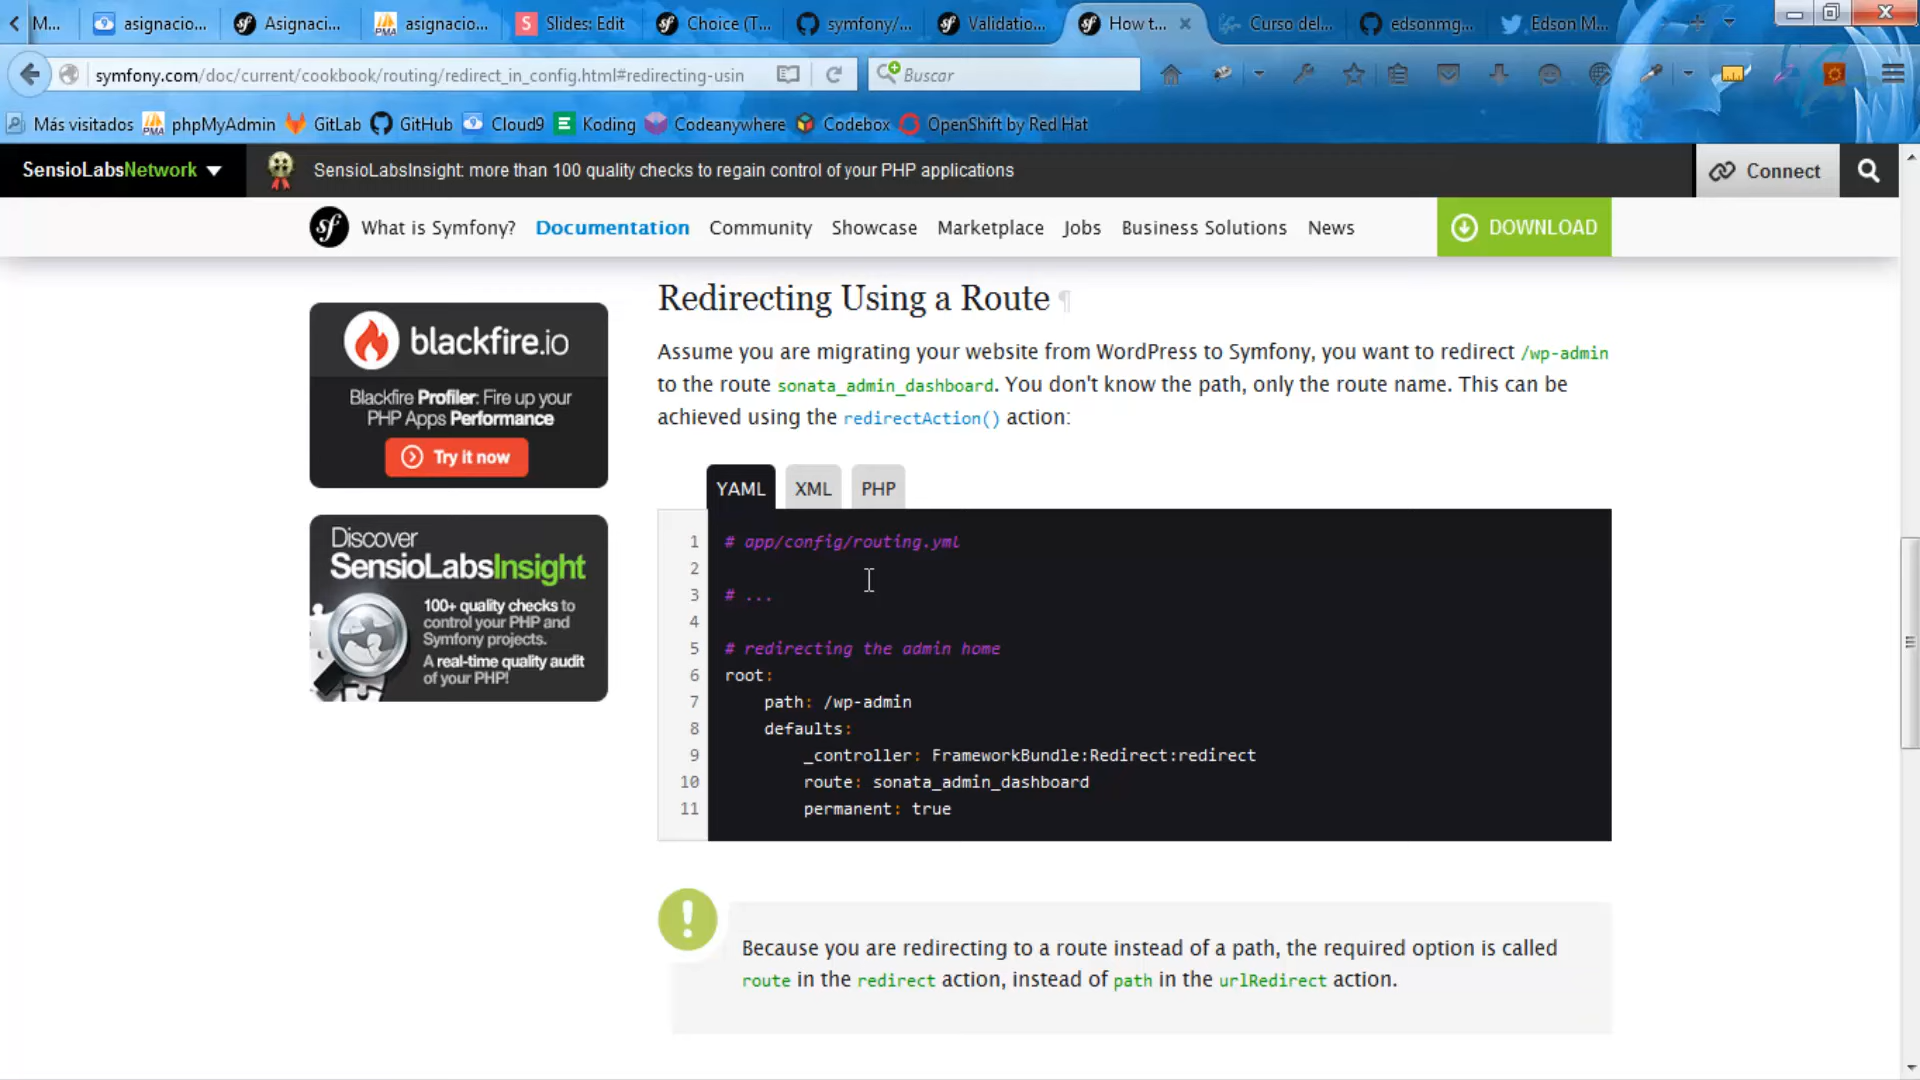 M...
asignacio...
Asignaci...
asignacio...
Slides: Edit
Choice (T...
symfony/...
Validatio...
How t...
Curso del...
edsonmg...
Edson M...
symfony.com/doc/current/cookbook/routing/redirect_in_config.html#redirecting-usin
Buscar
Más visitados
phpMyAdmin
GitLab
GitHub
Cloud9
Koding
Codeanywhere
Codebox
OpenShift by Red Hat
SensioLabsNetwork
SensioLabsInsight: more than 100 quality checks to regain control of your PHP applications
Connect
sf
What is Symfony?
Documentation
Community
Showcase
Marketplace
Jobs
Business Solutions
News
DOWNLOAD
blackfire.io
Blackfire Profiler: Fire up your
PHP Apps Performance
Try it now
Discover
SensioLabsInsight
100+ quality checks to
control your PHP and
Symfony projects.
A real-time quality audit
of your PHP!
Redirecting Using a Route ¶
Assume you are migrating your website from WordPress to Symfony, you want to redirect /wp-admin
to the route sonata_admin_dashboard. You don't know the path, only the route name. This can be
achieved using the redirectAction() action:
YAML
XML
PHP
1 # app/config/routing.yml
2
3 # ...
4
5 # redirecting the admin home
6 root:
7 path: /wp-admin
8 defaults:
9 _controller: FrameworkBundle:Redirect:redirect
10 route: sonata_admin_dashboard
11 permanent: true
Because you are redirecting to a route instead of a path, the required option is called
route in the redirect action, instead of path in the urlRedirect action.